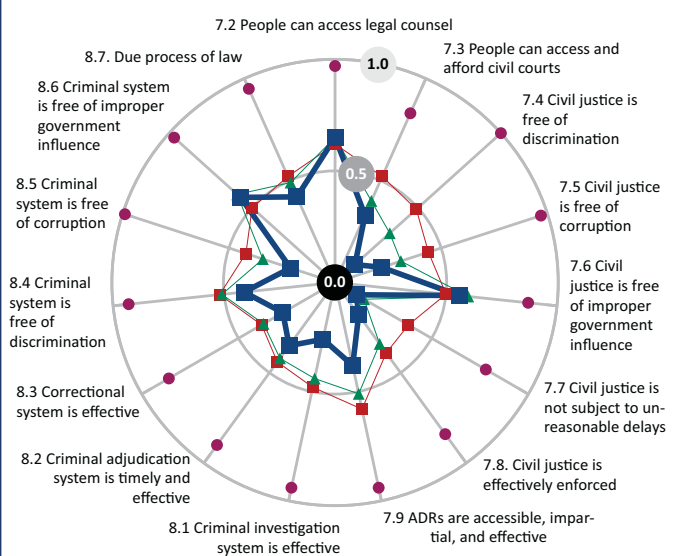 7.2 People can access legal counsel
1.0
7.3 People can access and
afford civil courts
7.4 Civil justice is
free of
discrimination
7.5 Civil justice
is free of
corruption
7.6 Civil
justice is free
of improper
government
influence
7.7 Civil justice is
not subject to un-
reasonable delays
7.8. Civil justice is
effectively enforced
7.9 ADRs are accessible, impar-
tial, and effective
8.1 Criminal investigation
system is effective
8.2 Criminal adjudication
system is timely and
effective
8.3 Correctional
system is effective
8.4 Criminal
system is
free of
discrimination
8.5 Criminal
system is free
of corruption
8.6 Criminal system
is free of improper
government
influence
8.7. Due process of law
0.5
0.0